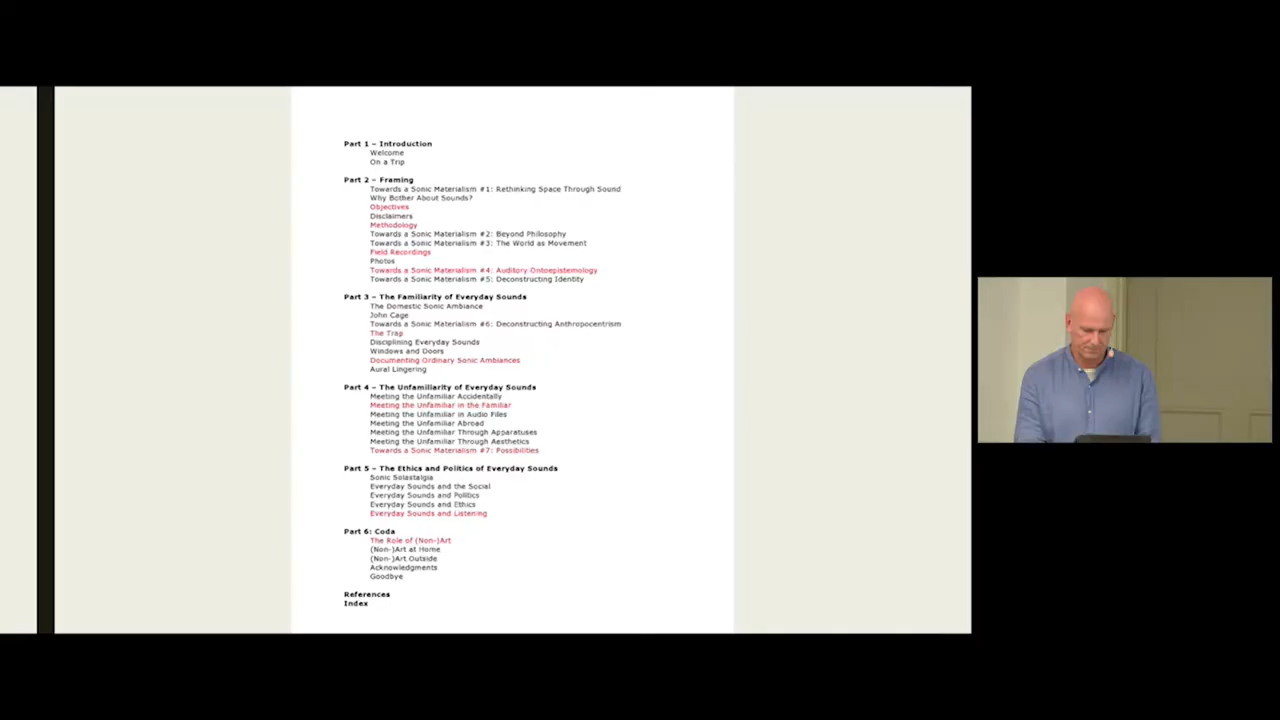 Part 1 – Introduction
Welcome
On a Trip
Part 2 – Framing
Towards a Sonic Materialism #1: Rethinking Space Through Sound
Why Bother About Sounds?
Objectives
Disclaimers
Methodology
Towards a Sonic Materialism #2: Beyond Philosophy
Towards a Sonic Materialism #3: The World as Movement
Field Recordings
Photos
Towards a Sonic Materialism #4: Auditory Ontoepistemology
Towards a Sonic Materialism #5: Deconstructing Identity
Part 3 – The Familiarity of Everyday Sounds
The Domestic Sonic Ambiance
John Cage
Towards a Sonic Materialism #6: Deconstructing Anthropocentrism
The Trap
Disciplining Everyday Sounds
Windows and Doors
Documenting Ordinary Sonic Ambiances
Aural Lingering
Part 4 – The Unfamiliarity of Everyday Sounds
Meeting the Unfamiliar Accidentally
Meeting the Unfamiliar in the Familiar
Meeting the Unfamiliar in Audio Files
Meeting the Unfamiliar Abroad
Meeting the Unfamiliar Through Apparatuses
Meeting the Unfamiliar Through Aesthetics
Towards a Sonic Materialism #7: Possibilities
Part 5 – The Ethics and Politics of Everyday Sounds
Sonic Solastalgia
Everyday Sounds and the Social
Everyday Sounds and Politics
Everyday Sounds and Ethics
Everyday Sounds and Listening
Part 6: Coda
The Role of (Non-)Art
(Non-)Art at Home
(Non-)Art Outside
Acknowledgments
Goodbye
References
Index